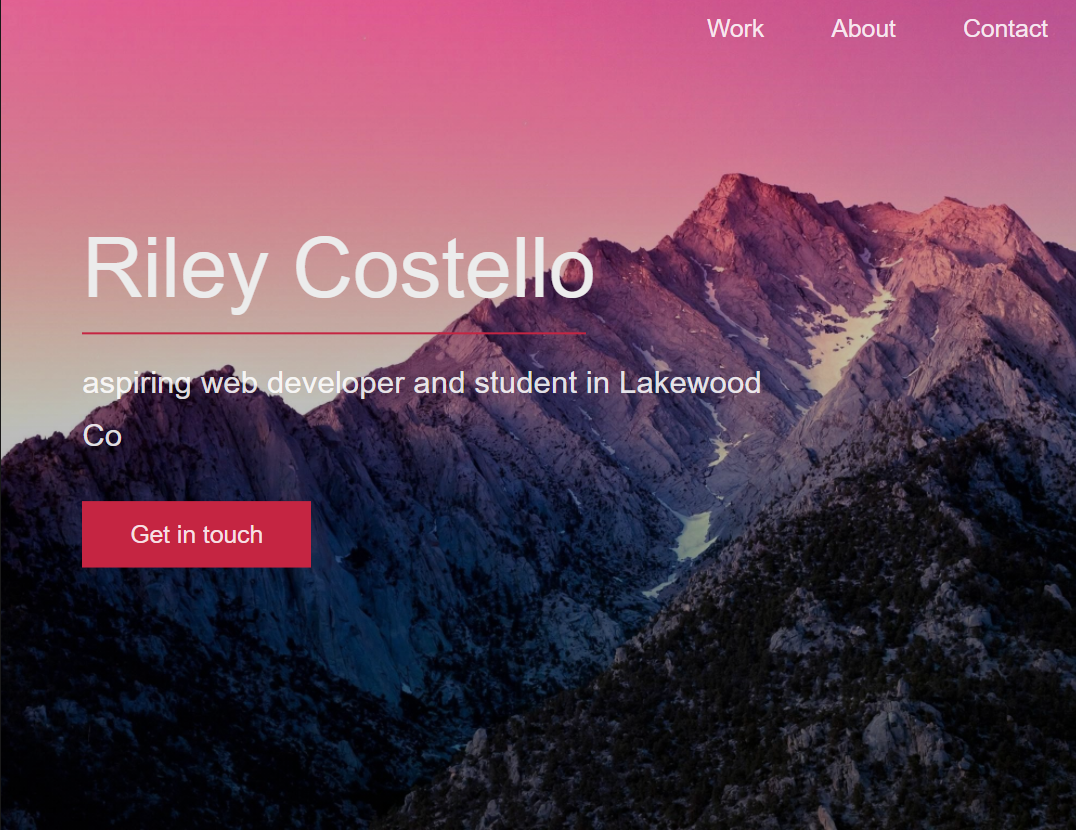 Work About Contact
Riley Costello
aspiring web developer and student in Lakewood
Co
Get in touch